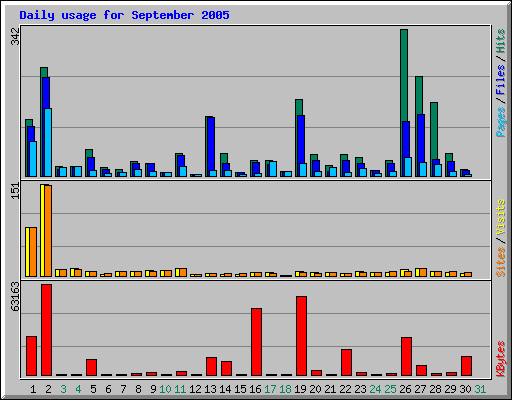 Daily usage for September 2005
342
Pages / Files / Hits
151
Sites / Visits
63163
KBytes
1 2 3 4 5 6 7 8 9 10 11 12 13 14 15 16 17 18 19 20 21 22 23 24 25 26 27 28 29 30 31